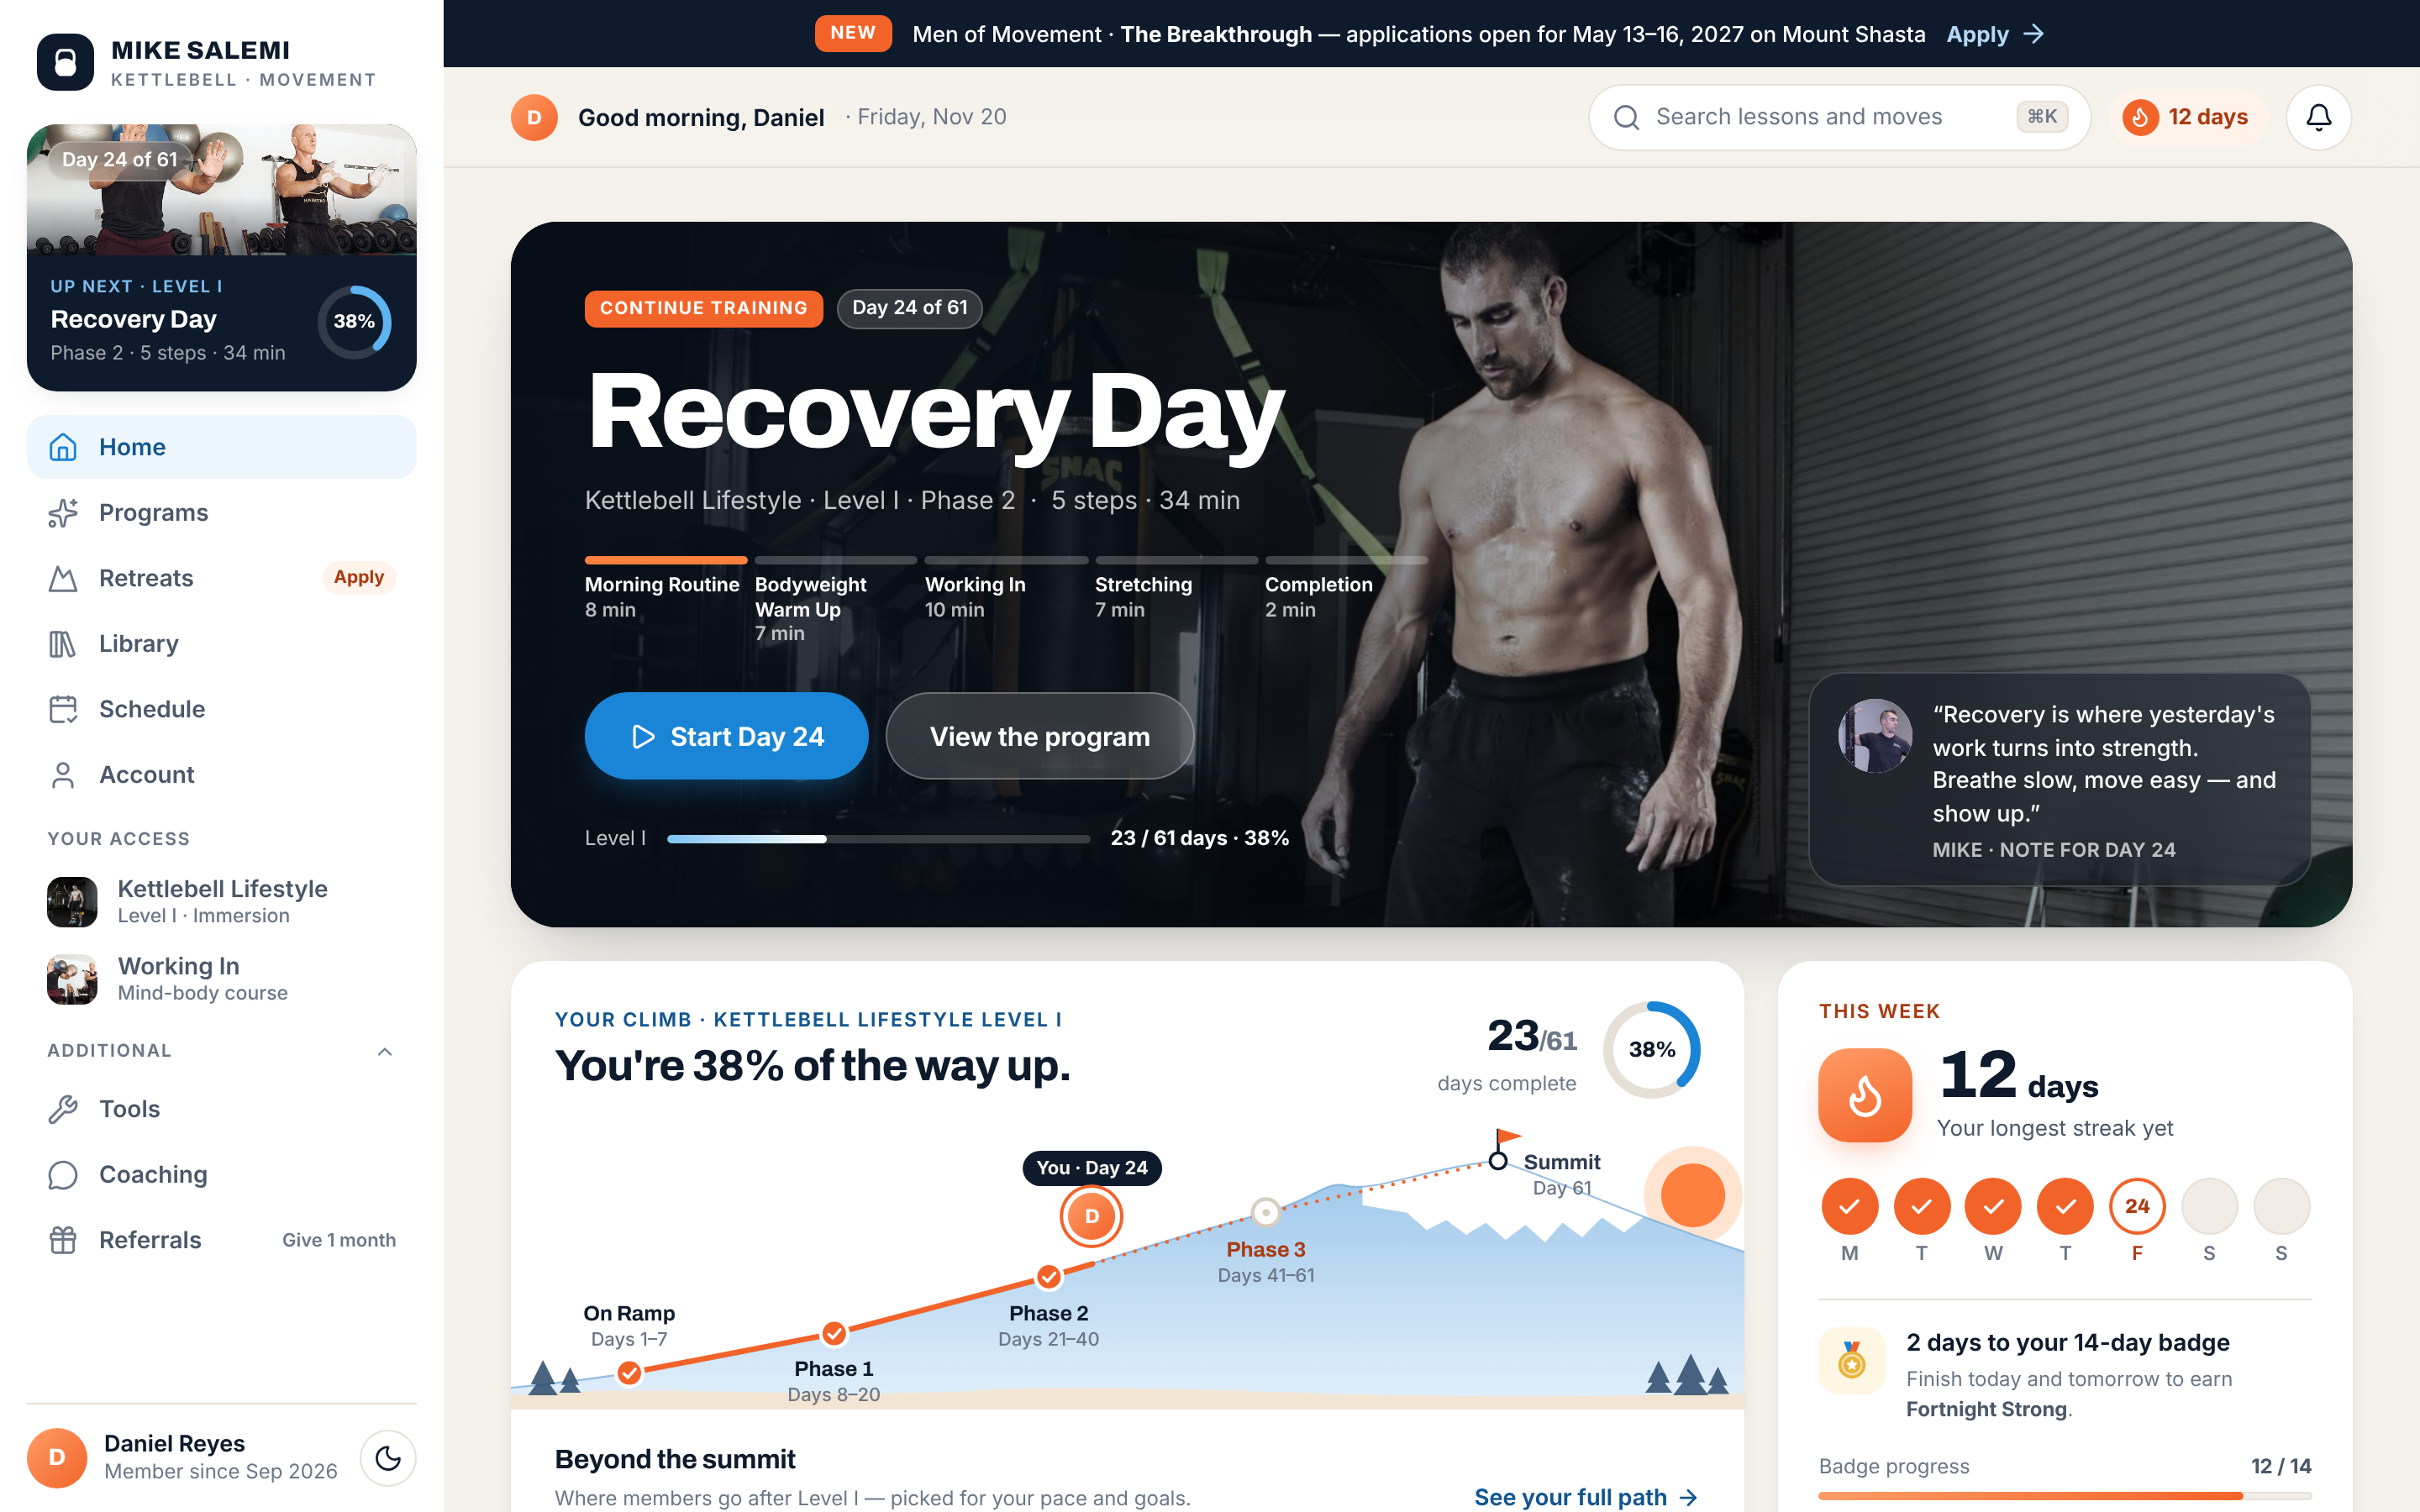 MIKE SALEMI
KETTLEBELL · MOVEMENT
Day 24 of 61
UP NEXT · LEVEL I
Recovery Day
Phase 2 · 5 steps · 34 min
38%
Home
Programs
Retreats
Apply
Library
Schedule
Account
YOUR ACCESS
Kettlebell Lifestyle
Level I · Immersion
Working In
Mind-body course
ADDITIONAL
Tools
Coaching
Referrals
Give 1 month
D
Daniel Reyes
Member since Sep 2026
NEW
Men of Movement · The Breakthrough — applications open for May 13–16, 2027 on Mount Shasta
Apply
D
Good morning, Daniel
· Friday, Nov 20
Search lessons and moves
⌘K
12 days
CONTINUE TRAINING
Day 24 of 61
Recovery Day
Kettlebell Lifestyle · Level I · Phase 2 · 5 steps · 34 min
Morning Routine
8 min
Bodyweight
Warm Up
7 min
Working In
10 min
Stretching
7 min
Completion
2 min
Start Day 24
View the program
Level I
23 / 61 days · 38%
SNAC
“Recovery is where yesterday's
work turns into strength.
Breathe slow, move easy — and
show up.”
MIKE · NOTE FOR DAY 24
YOUR CLIMB · KETTLEBELL LIFESTYLE LEVEL I
You're 38% of the way up.
23/61
days complete
38%
You · Day 24
D
Summit
Day 61
Phase 3
Days 41–61
Phase 2
Days 21–40
On Ramp
Days 1–7
Phase 1
Days 8–20
Beyond the summit
Where members go after Level I — picked for your pace and goals.
See your full path
THIS WEEK
12 days
Your longest streak yet
24
M T W T F S S
2 days to your 14-day badge
Finish today and tomorrow to earn
Fortnight Strong.
Badge progress
12 / 14